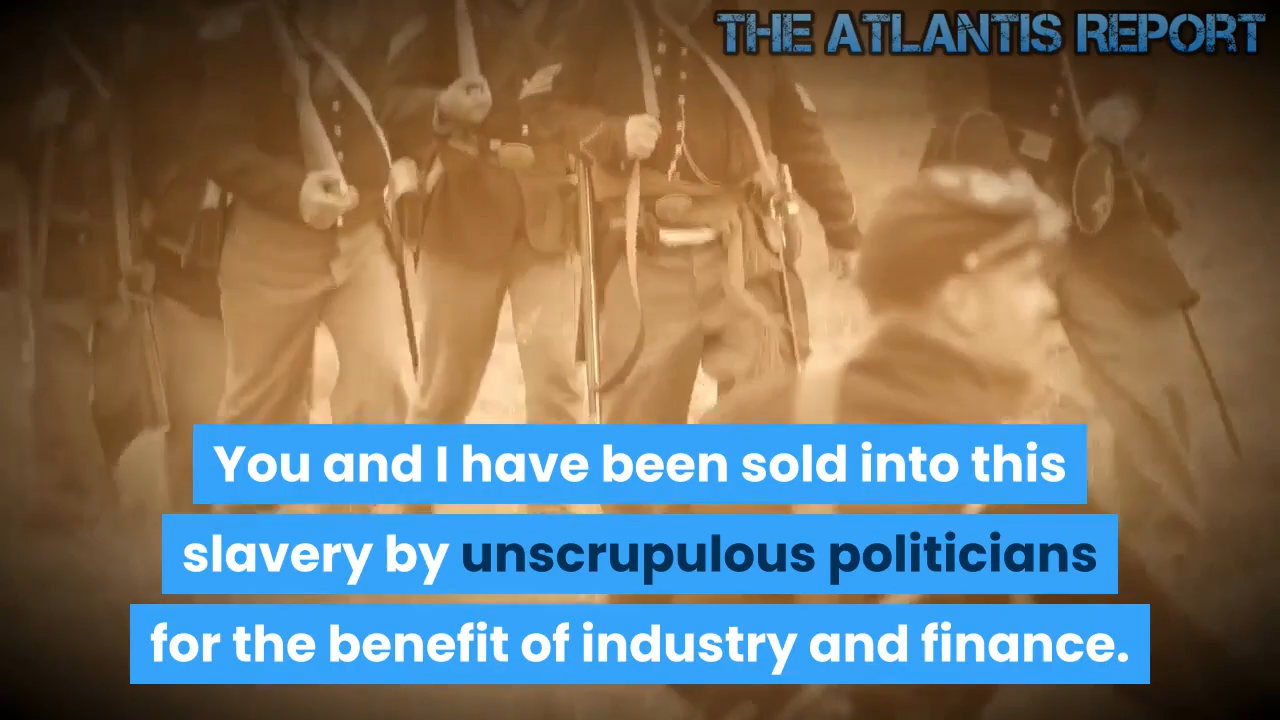 THE ATLANTIS REPORT
You and I have been sold into this
slavery by unscrupulous politicians
for the benefit of industry and finance.